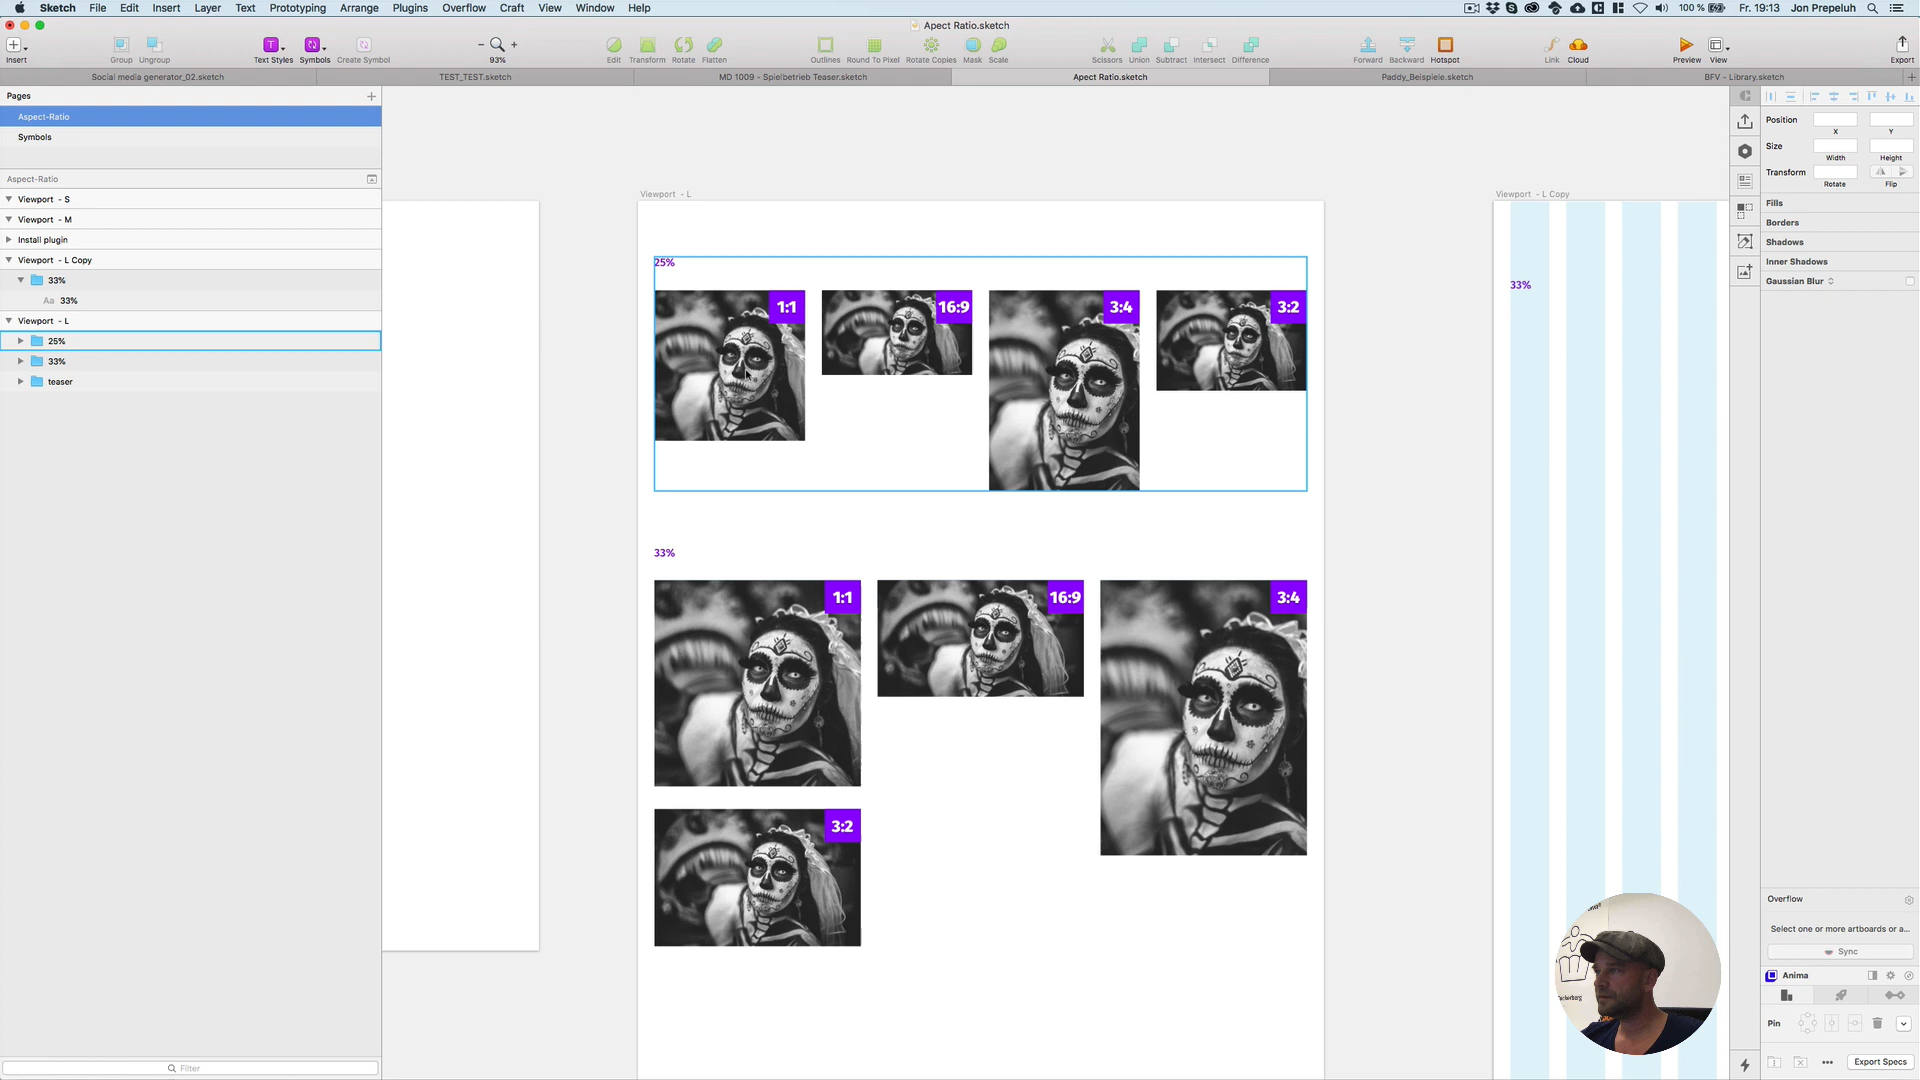 Sketch File Edit Insert Layer Text Prototyping Arrange Plugins Overflow Craft View Window Help
100 % Fr. 19:13 Jon Prepeluh
Apect Ratio.sketch
Insert Group Ungroup Text Styles Symbols Create Symbol 93% Edit Transform Rotate Flatten Outlines Round To Pixel Rotate Copies Mask Scale Scissors Union Subtract Intersect Difference Forward Backward Hotspot Link Cloud Preview View Export
Social media generator_02.sketch TEST_TEST.sketch MD 1009 - Spielbetrieb Teaser.sketch Apect Ratio.sketch Paddy_Beispiele.sketch BFV - Library.sketch
Pages
Aspect-Ratio
Symbols
Aspect-Ratio
Viewport - S
Viewport - M
Install plugin
Viewport - L Copy
33%
Aa 33%
Viewport - L
25%
33%
teaser
Filter
Viewport - L
25%
1:1 16:9 3:4 3:2
33%
1:1 16:9 3:4
3:2
Viewport - L Copy
33%
Position
X Y
Size
Width Height
Transform
Rotate Flip
Fills
Borders
Shadows
Inner Shadows
Gaussian Blur
Overflow
Select one or more artboards or a...
Sync
Anima
Pin
Export Specs